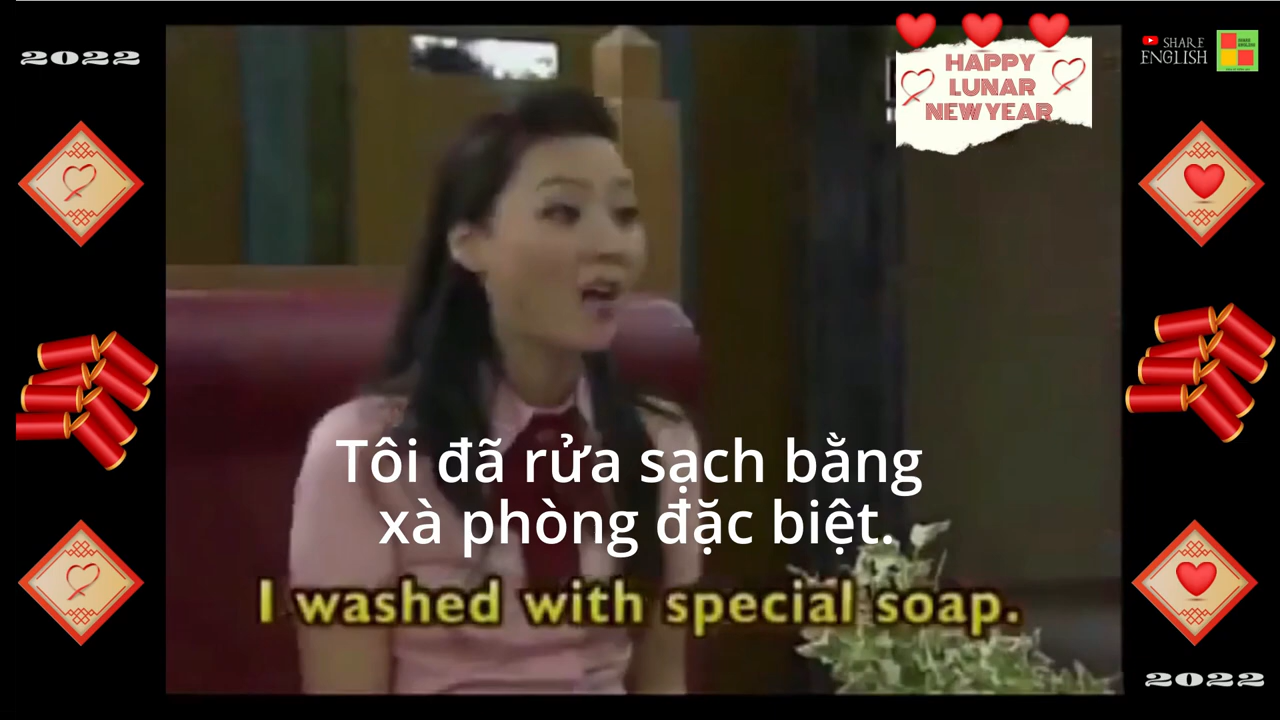 2022
HAPPY
LUNAR
NEW YEAR
SHARE
ENGLISH
Tôi đã rửa sạch bằng
xà phòng đặc biệt.
I washed with special soap.
2022